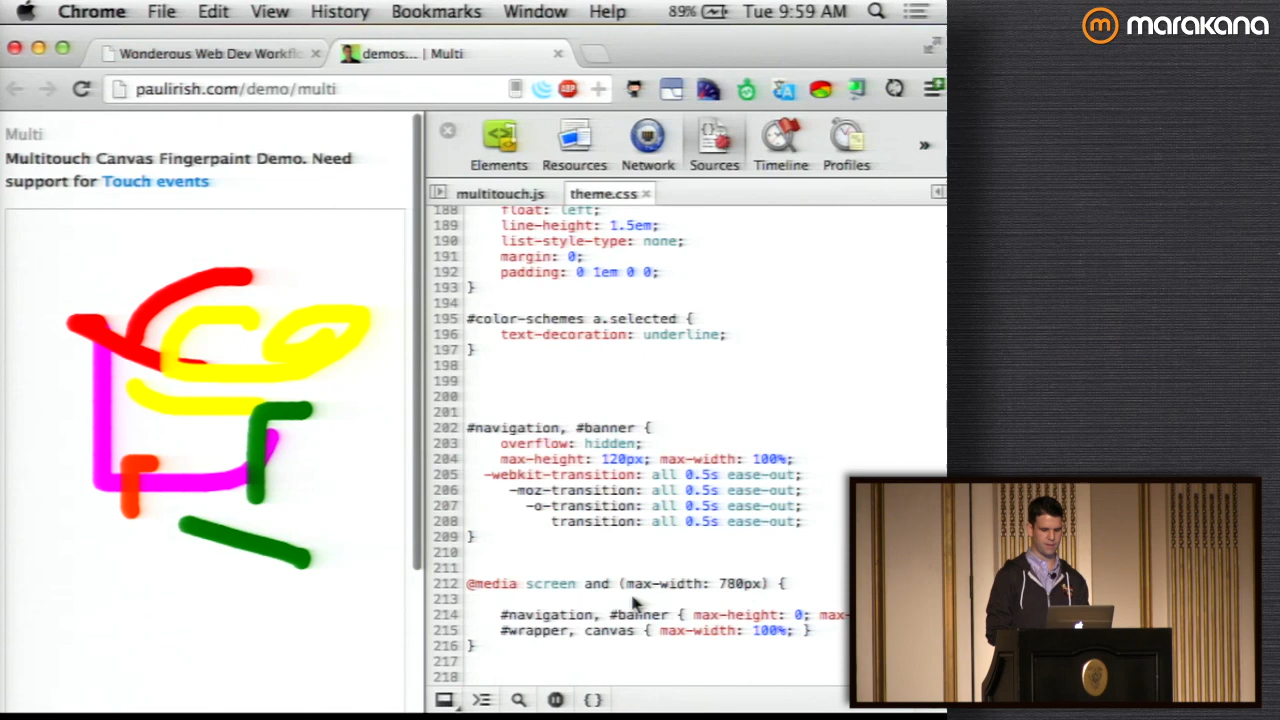 Chrome File Edit View History Bookmarks Window Help 89% Tue 9:59 AM
marakana
Wonderous Web Dev Workflo
demos... | Multi
paulirish.com/demo/multi
ABP
Multi
Multitouch Canvas Fingerpaint Demo. Need
support for Touch events
Elements Resources Network Sources Timeline Profiles »
multitouch.js theme.css
188 float: left;
189 line-height: 1.5em;
190 list-style-type: none;
191 margin: 0;
192 padding: 0 1em 0 0;
193 }
194
195 #color-schemes a.selected {
196 text-decoration: underline;
197 }
198
199
200
201
202 #navigation, #banner {
203 overflow: hidden;
204 max-height: 120px; max-width: 100%;
205 -webkit-transition: all 0.5s ease-out;
206 -moz-transition: all 0.5s ease-out;
207 -o-transition: all 0.5s ease-out;
208 transition: all 0.5s ease-out;
209 }
210
211
212 @media screen and (max-width: 780px) {
213
214 #navigation, #banner { max-height: 0; max-
215 #wrapper, canvas { max-width: 100%; }
216 }
217
218
{}